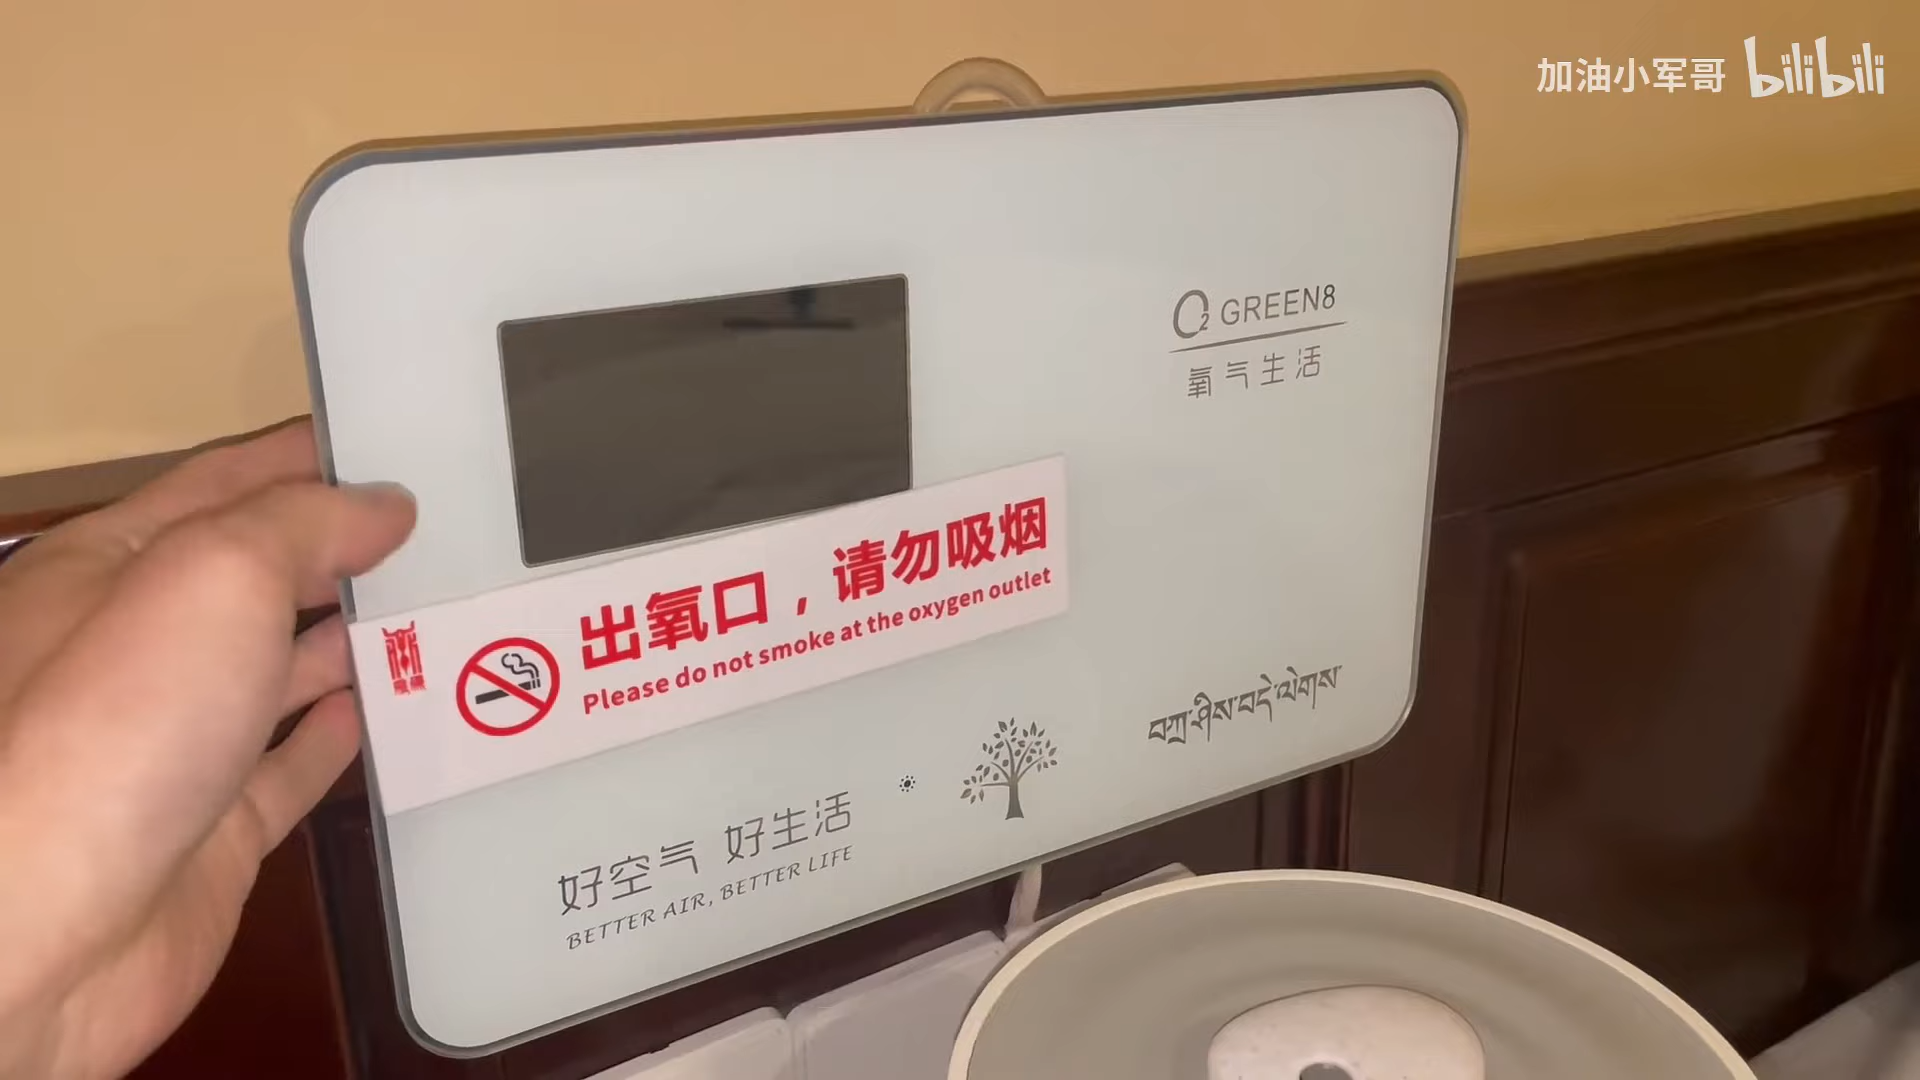 加油小军哥 bilibili
O2 GREEN8
氧气生活
出氧口，请勿吸烟
Please do not smoke at the oxygen outlet
བཀྲ་ཤིས་བདེ་ལེགས་
好空气 好生活
BETTER AIR, BETTER LIFE